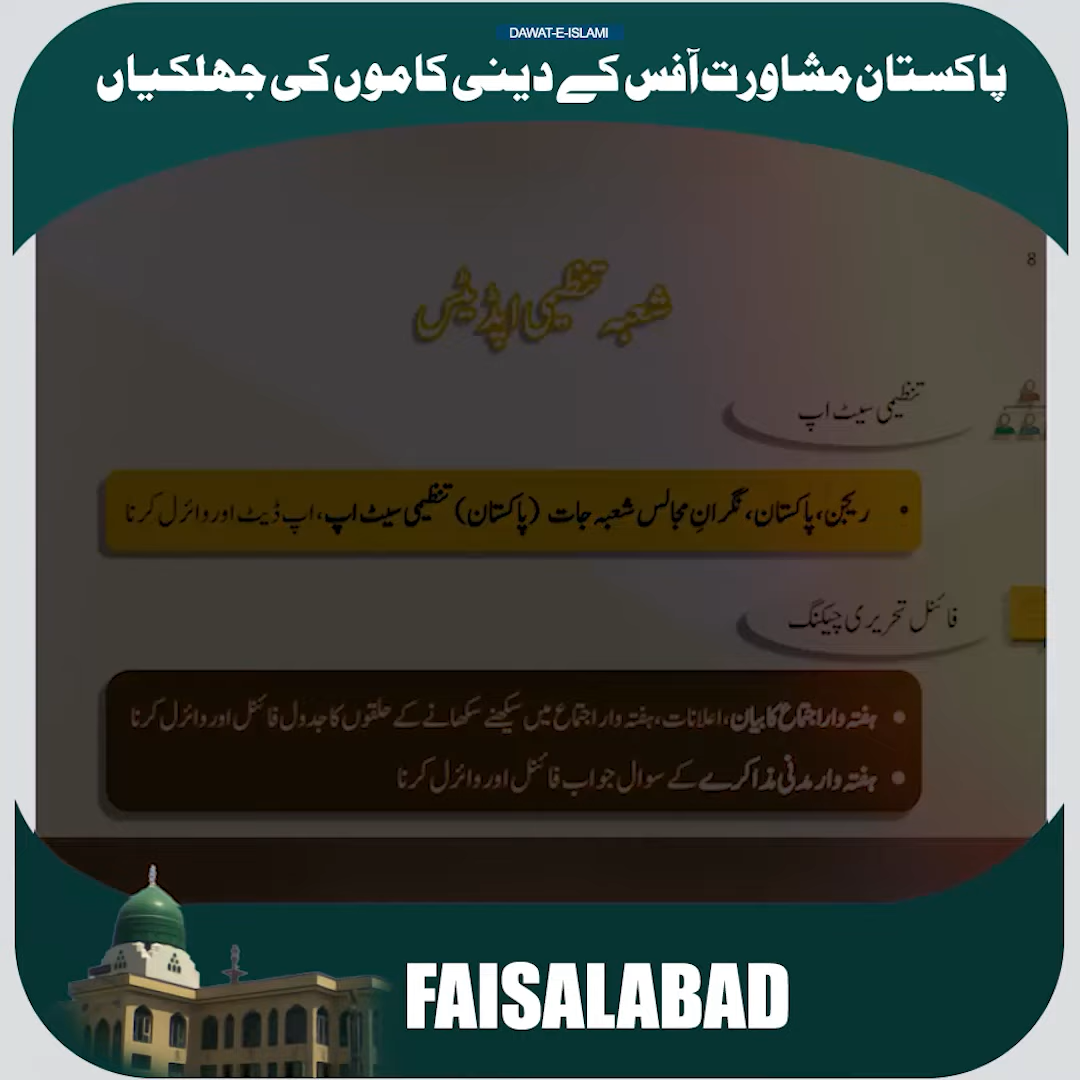 DAWAT-E-ISLAMI
پاکستان مشاورت آفس کے دینی کاموں کی جھلکیاں
8
شعبہ تنظیمی اپڈیٹس
تنظیمی سیٹ اپ
• ریجن، پاکستان، نگرانِ مجالس شعبہ جات (پاکستان) تنظیمی سیٹ اپ، اپ ڈیٹ اور وائرل کرنا
فائنل تحریری چیکنگ
• ہفتہ وار اجتماع کا بیان، اعلانات، ہفتہ وار اجتماع میں سیکھنے سکھانے کے حلقوں کا جدول فائنل اور وائرل کرنا
• ہفتہ وار مدنی مذاکرے کے سوال جواب فائنل اور وائرل کرنا
FAISALABAD